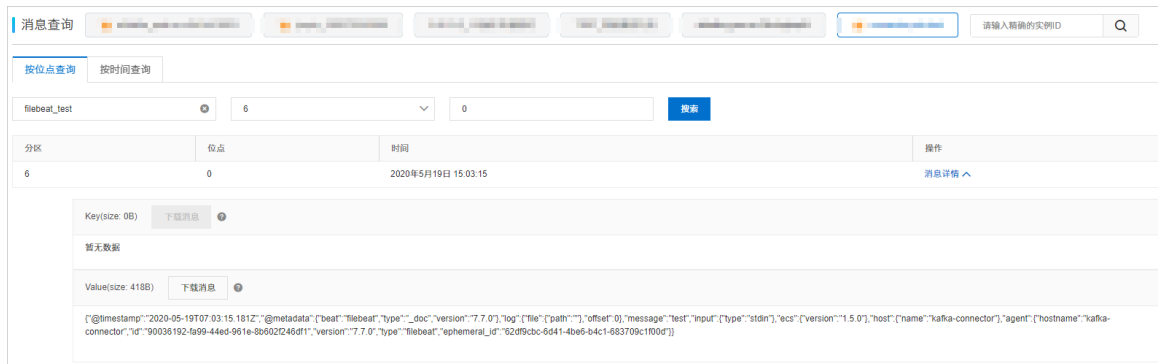 消息查询 请输入精确的实例ID
按位点查询 按时间查询
filebeat_test 6 0 搜索
分区 位点 时间 操作
6 0 2020年5月19日 15:03:15 消息详情
Key(size: 0B) 下载消息
暂无数据
Value(size: 418B) 下载消息
{"@timestamp":"2020-05-19T07:03:15.181Z","@metadata":{"beat":"filebeat","type":"_doc","version":"7.7.0"},"log":{"file":{"path":""},"offset":0},"message":"test","input":{"type":"stdin"},"ecs":{"version":"1.5.0"},"host":{"name":"kafka-connector"},"agent":{"hostname":"kafka-
connector","id":"90036192-fa99-44ed-961e-8b602f246df1","version":"7.7.0","type":"filebeat","ephemeral_id":"62df9cbc-6d41-4be6-b4c1-683709c1f00d"}}